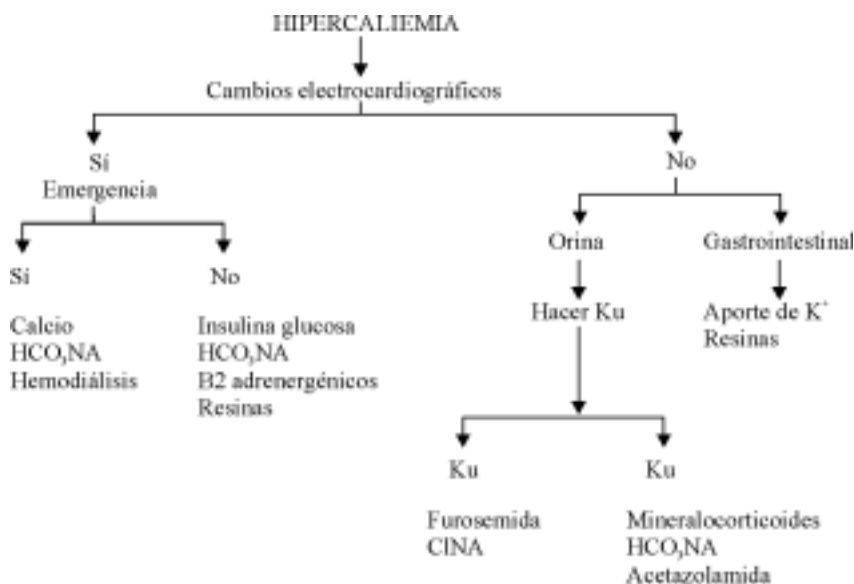 HIPERCALIEMIA
Cambios electrocardiográficos
Sí
Emergencia
No
Sí
No
Orina
Gastrointestinal
Calcio
HCO₃NA
Hemodiálisis
Insulina glucosa
HCO₃NA
B2 adrenergénicos
Resinas
Hacer Ku
Aporte de K⁺
Resinas
Ku
Furosemida
ClNA
Ku
Mineralocorticoides
HCO₃NA
Acetazolamida